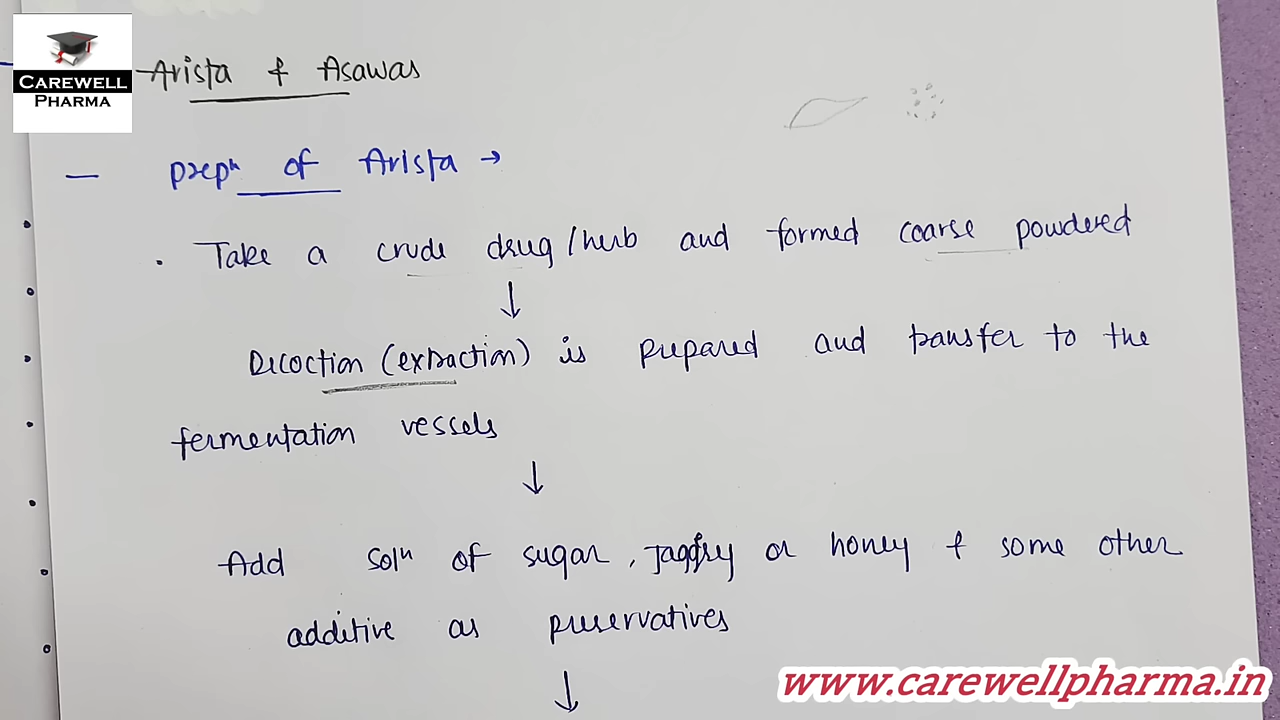 CAREWELL
PHARMA
Arista & Asawas
— prepⁿ of Arista →
. Take a crude drug/herb and formed coarse powdered
↓
Decoction (extraction) is prepared and transfer to the
fermentation vessels
↓
Add solⁿ of sugar, Jaggry or honey & some other
additive as preservatives
↓
www.carewellpharma.in